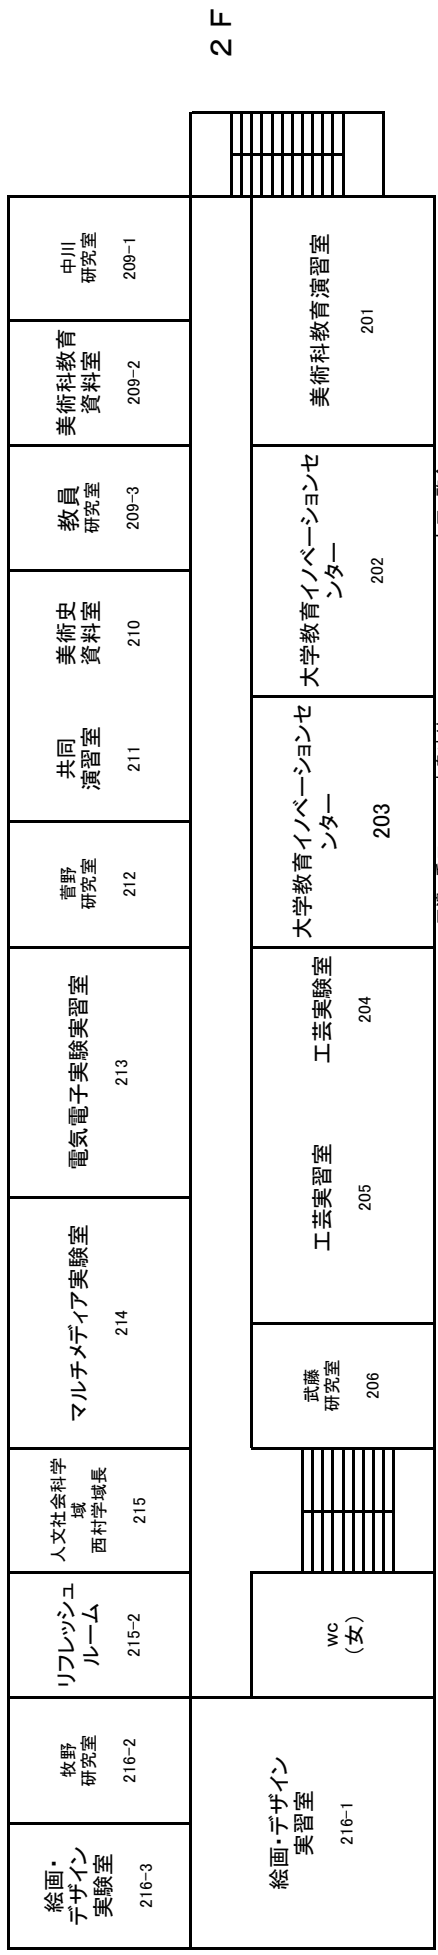 2F
中川
研究室
209-1
美術科教育
資料室
209-2
教員
研究室
209-3
美術史
資料室
210
共同
演習室
211
菅野
研究室
212
電気電子実験実習室
213
マルチメディア実験室
214
人文社会科学
域
西村学域長
215
リフレッシュ
ルーム
215-2
牧野
研究室
216-2
絵画・
デザイン
実験室
216-3
美術科教育演習室
201
大学教育イノベーションセ
ンター
202
大学教育イノベーションセ
ンター
203
工芸実験室
204
工芸実習室
205
武藤
研究室
206
wc
(女)
絵画・デザイン
実習室
216-1